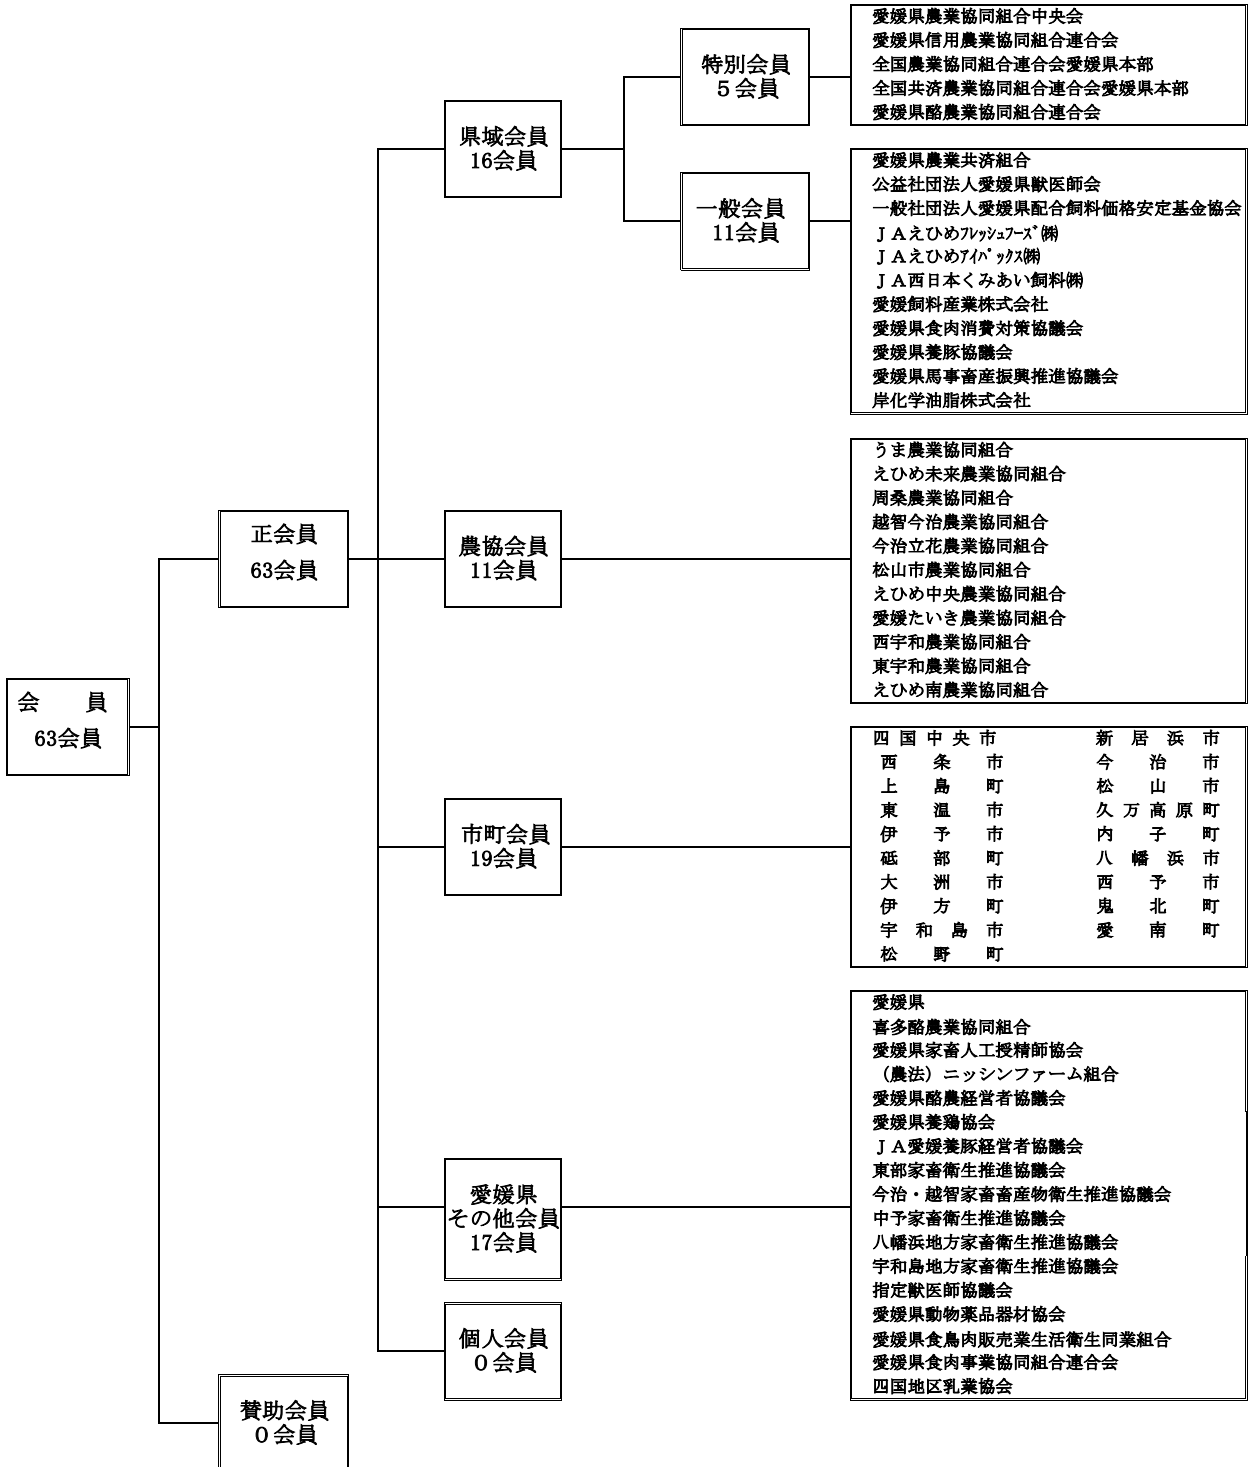 会　員
63会員
正会員
63会員
賛助会員
０会員
県域会員
16会員
農協会員
11会員
市町会員
19会員
愛媛県
その他会員
17会員
個人会員
０会員
特別会員
５会員
一般会員
11会員
愛媛県農業協同組合中央会
愛媛県信用農業協同組合連合会
全国農業協同組合連合会愛媛県本部
全国共済農業協同組合連合会愛媛県本部
愛媛県酪農業協同組合連合会
愛媛県農業共済組合
公益社団法人愛媛県獣医師会
一般社団法人愛媛県配合飼料価格安定基金協会
ＪＡえひめﾌﾚｯｼｭﾌｰｽﾞ㈱
ＪＡえひめｱｲﾊﾟｯｸｽ㈱
ＪＡ西日本くみあい飼料㈱
愛媛飼料産業株式会社
愛媛県食肉消費対策協議会
愛媛県養豚協議会
愛媛県馬事畜産振興推進協議会
岸化学油脂株式会社
うま農業協同組合
えひめ未来農業協同組合
周桑農業協同組合
越智今治農業協同組合
今治立花農業協同組合
松山市農業協同組合
えひめ中央農業協同組合
愛媛たいき農業協同組合
西宇和農業協同組合
東宇和農業協同組合
えひめ南農業協同組合
四国中央市　新居浜市
西条市　今治市
上島町　松山市
東温市　久万高原町
伊予市　内子町
砥部町　八幡浜市
大洲市　西予市
伊方町　鬼北町
宇和島市　愛南町
松野町
愛媛県
喜多酪農業協同組合
愛媛県家畜人工授精師協会
（農法）ニッシンファーム組合
愛媛県酪農経営者協議会
愛媛県養鶏協会
ＪＡ愛媛養豚経営者協議会
東部家畜衛生推進協議会
今治・越智家畜畜産物衛生推進協議会
中予家畜衛生推進協議会
八幡浜地方家畜衛生推進協議会
宇和島地方家畜衛生推進協議会
指定獣医師協議会
愛媛県動物薬品器材協会
愛媛県食鳥肉販売業生活衛生同業組合
愛媛県食肉事業協同組合連合会
四国地区乳業協会